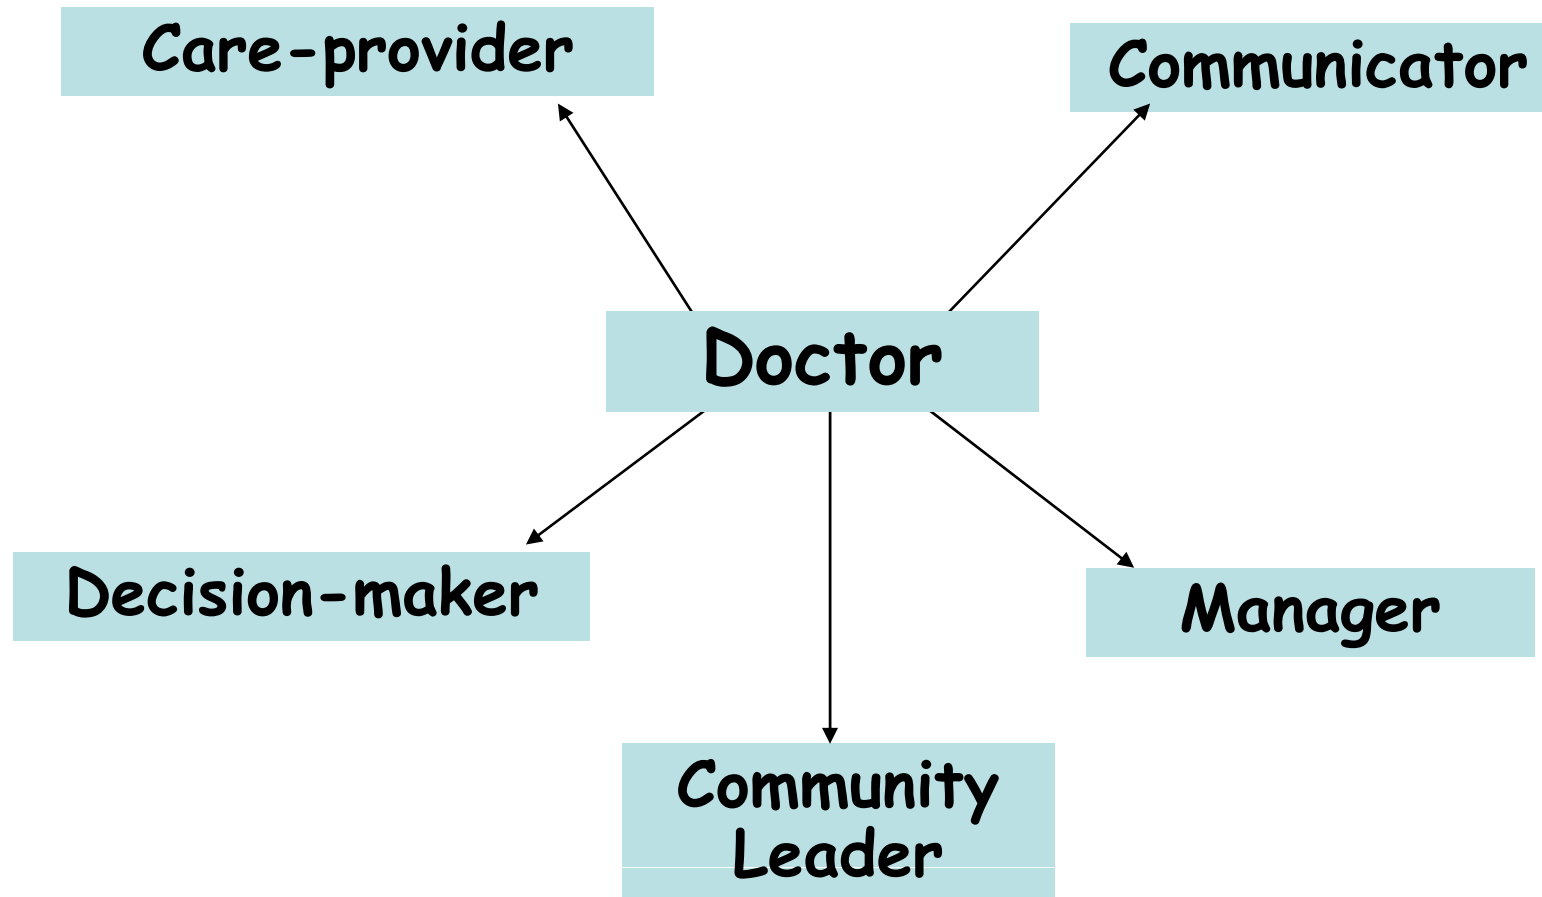 Care-provider
Communicator
Doctor
Decision-maker
Manager
Community
Leader